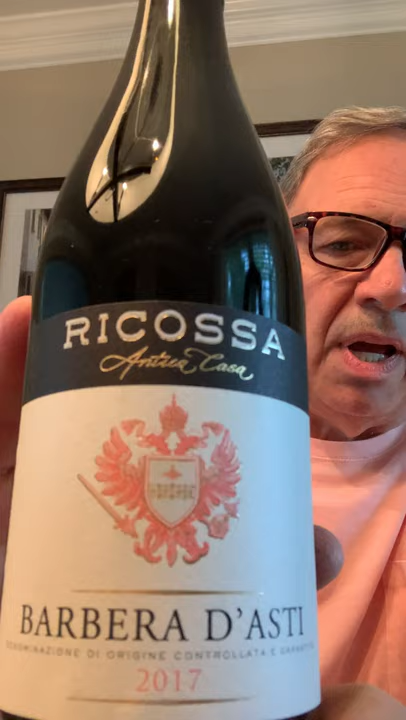 RICOSSA
Antica Casa
BARBERA D'ASTI
DENOMINAZIONE DI ORIGINE CONTROLLATA E GARANTITA
2017